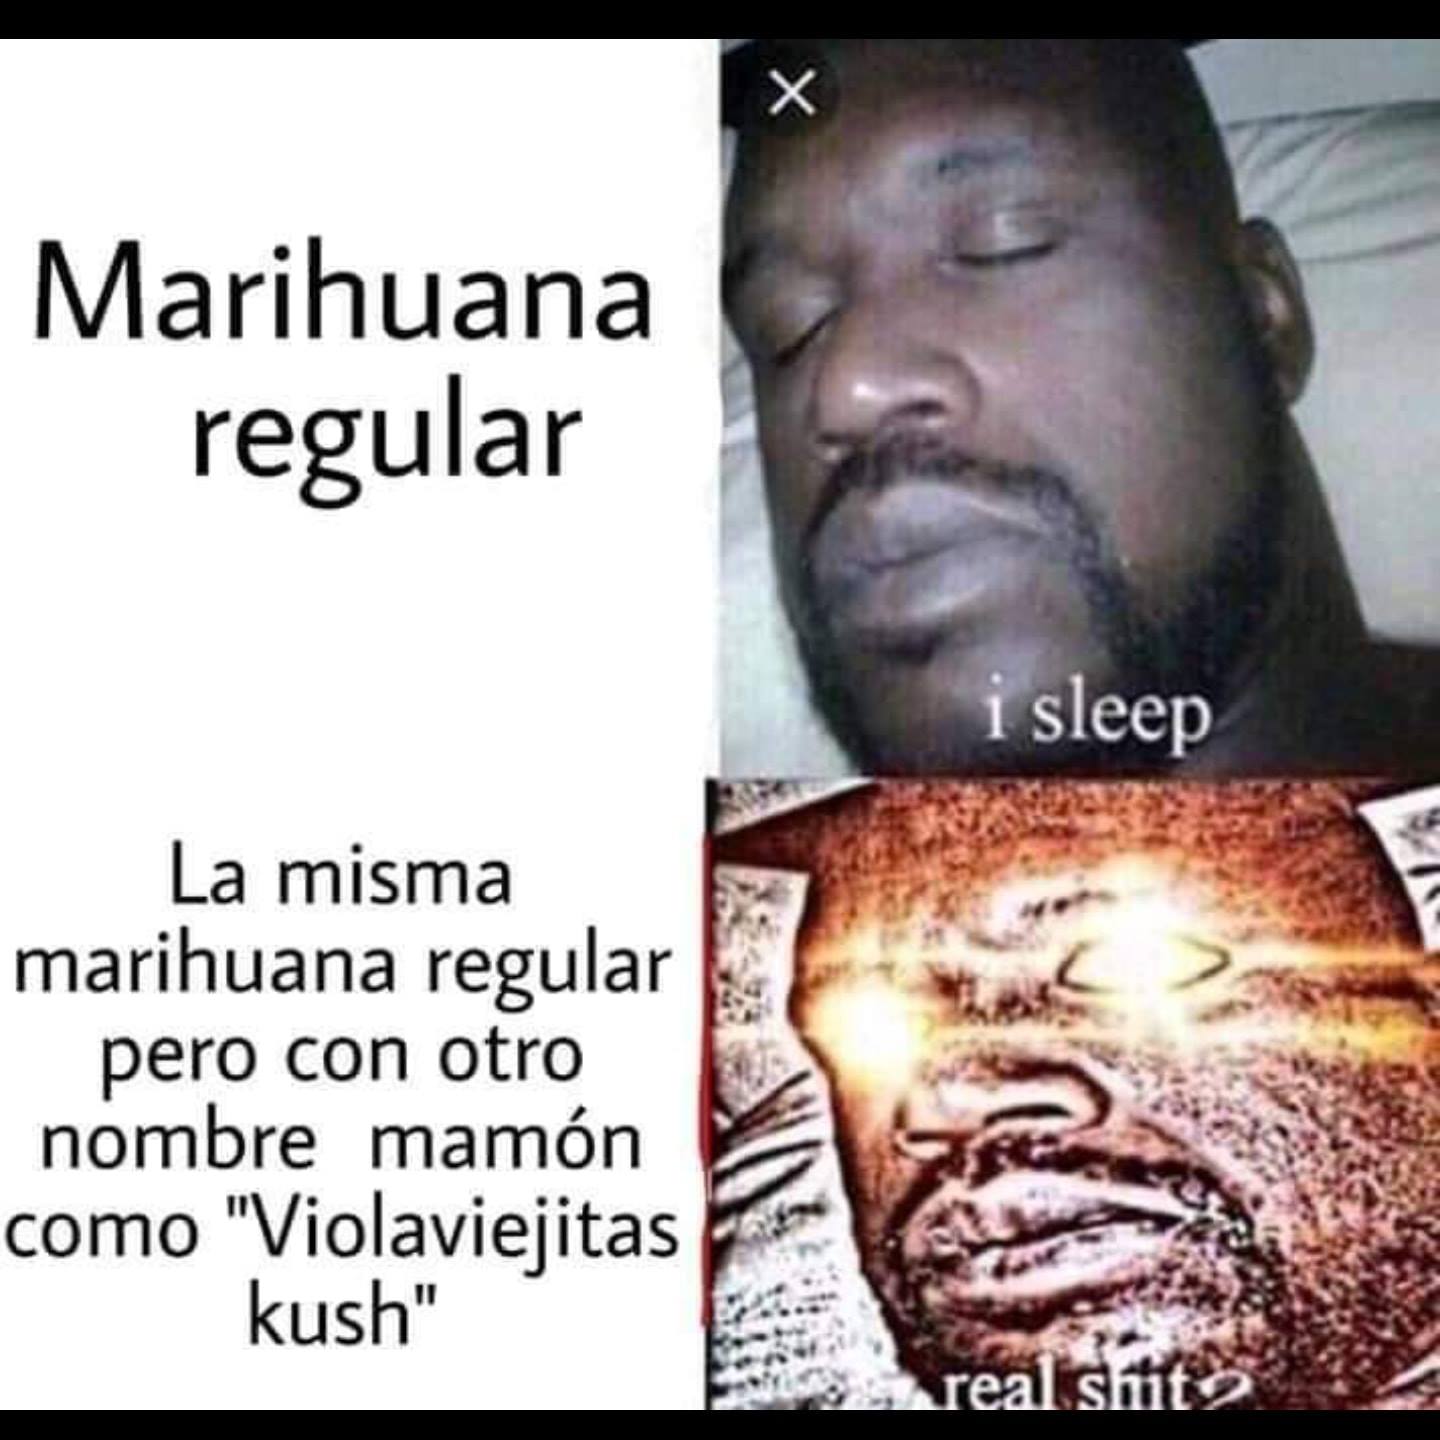 Marihuana
regular
i sleep
La misma
marihuana regular
pero con otro
nombre mamón
como "Violaviejitas
kush"
real shit?